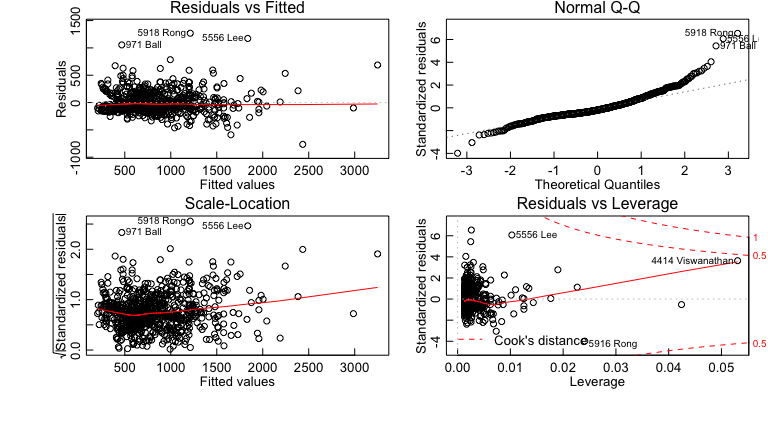 Residuals vs Fitted
Residuals
1500
500
0
-1000
5918 Rong
5556 Lee
971 Ball
500 1000 1500 2000 2500 3000
Fitted values
Normal Q-Q
Standardized residuals
6
4
2
0
-4
5918 Rong
5556 L
971 Ball
-3 -2 -1 0 1 2 3
Theoretical Quantiles
Scale-Location
√|Standardized residuals|
2.0
1.0
0.0
5918 Rong
5556 Lee
971 Ball
500 1000 1500 2000 2500 3000
Fitted values
Residuals vs Leverage
Standardized residuals
6
4
2
0
-4
5556 Lee
4414 Viswanathan
Cook's distance
5916 Rong
1
0.5
0.5
0.00 0.01 0.02 0.03 0.04 0.05
Leverage